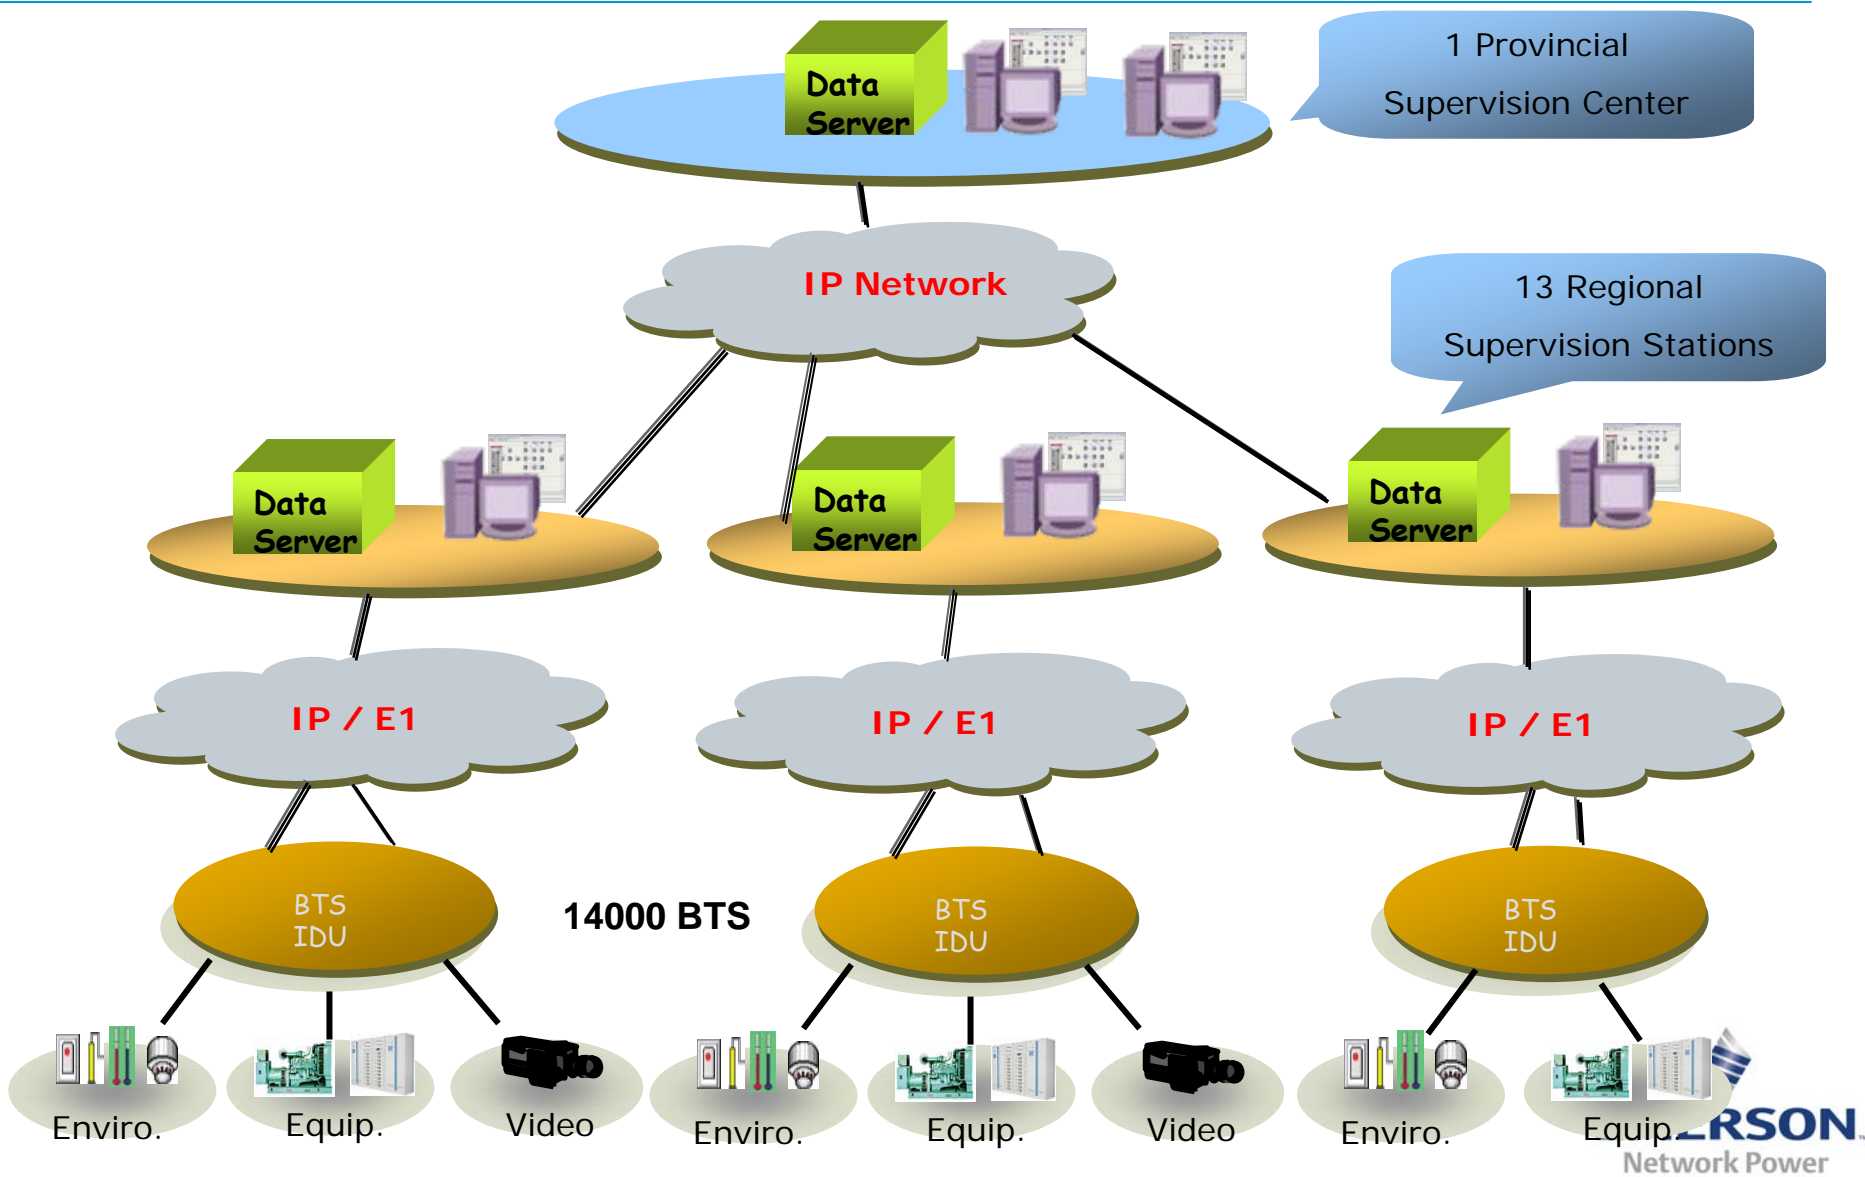 1 Provincial
Supervision Center
Data
Server
IP Network
13 Regional
Supervision Stations
Data
Server
Data
Server
Data
Server
IP / E1
IP / E1
IP / E1
BTS
IDU
14000 BTS
BTS
IDU
BTS
IDU
Enviro.
Equip.
Video
Enviro.
Equip.
Video
Enviro.
Equip.
ERSON
Network Power